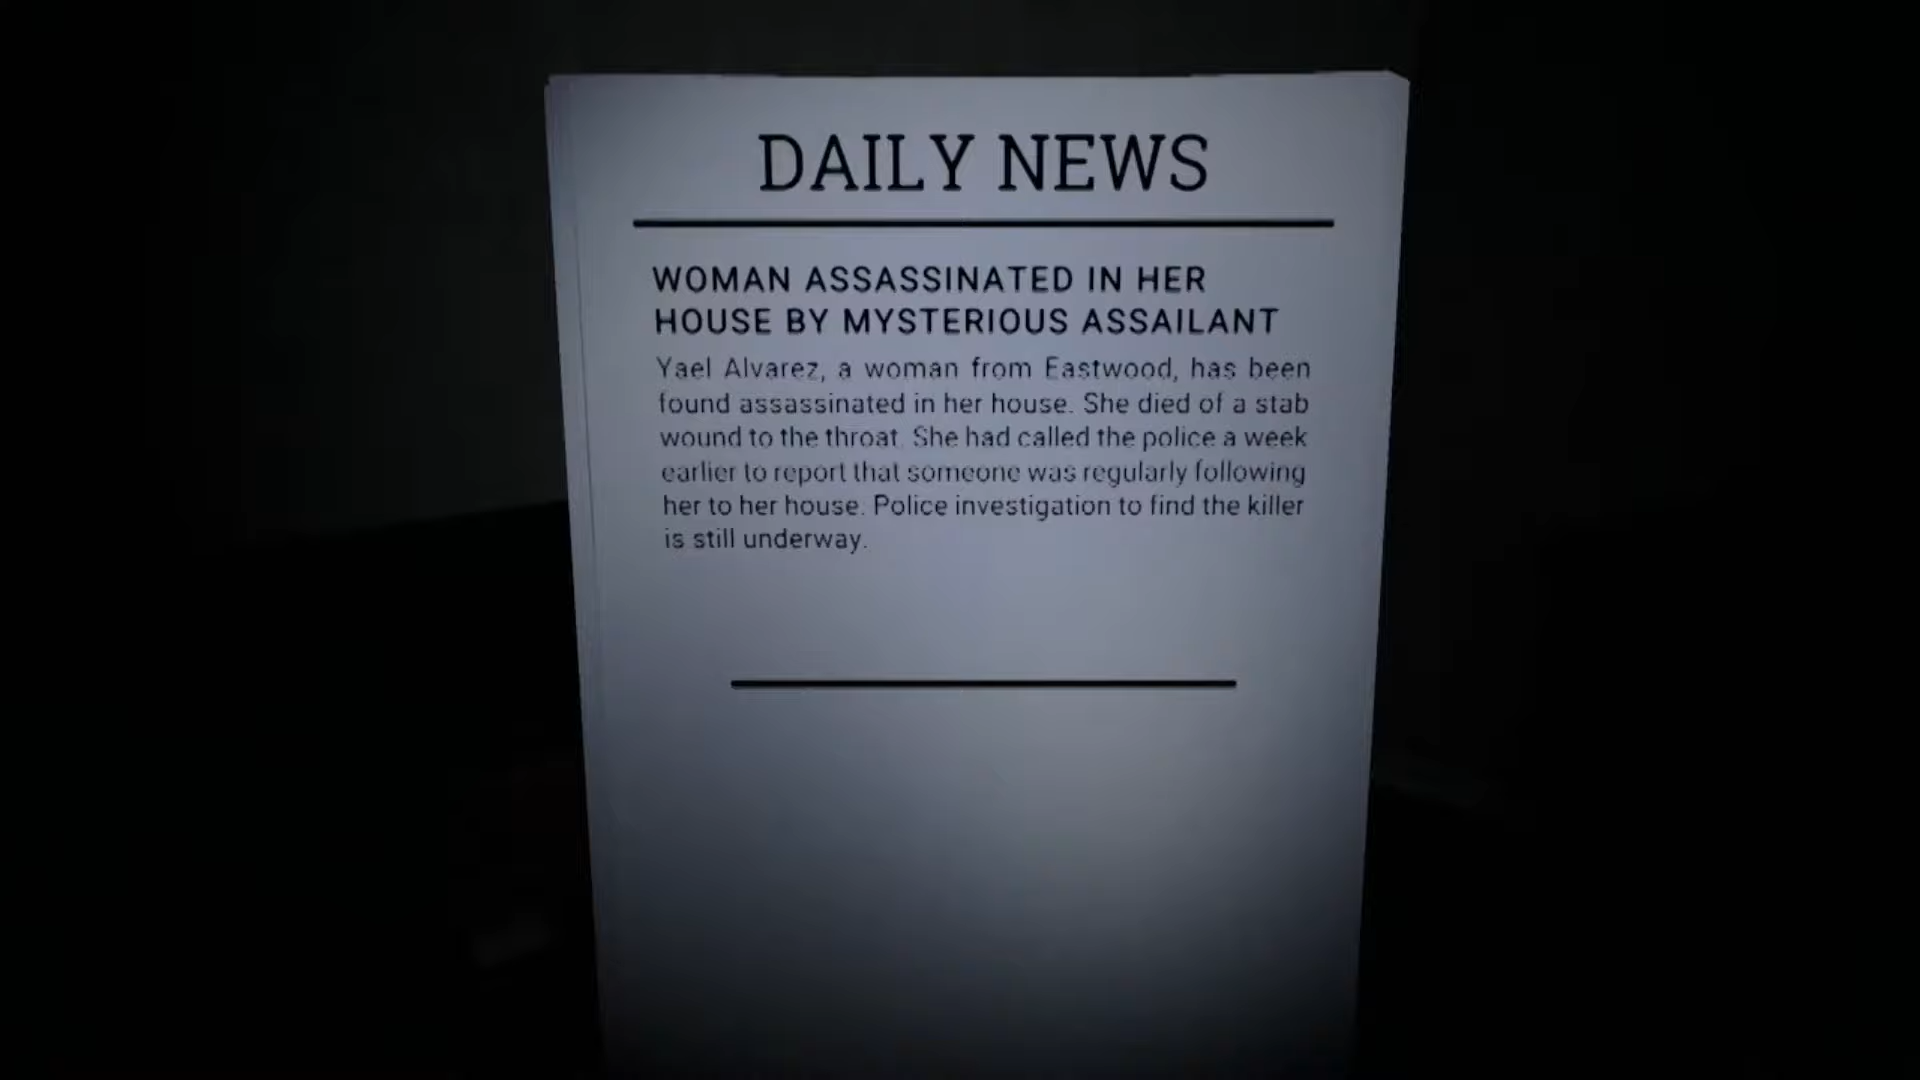 DAILY NEWS
WOMAN ASSASSINATED IN HER
HOUSE BY MYSTERIOUS ASSAILANT
Yael Alvarez, a woman from Eastwood, has been
found assassinated in her house. She died of a stab
wound to the throat. She had called the police a week
earlier to report that someone was regularly following
her to her house. Police investigation to find the killer
is still underway.